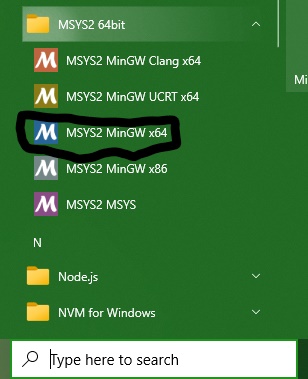 MSYS2 64bit
MSYS2 MinGW Clang x64
MSYS2 MinGW UCRT x64
MSYS2 MinGW x64
MSYS2 MinGW x86
MSYS2 MSYS
N
Node.js
NVM for Windows
Mi
Type here to search